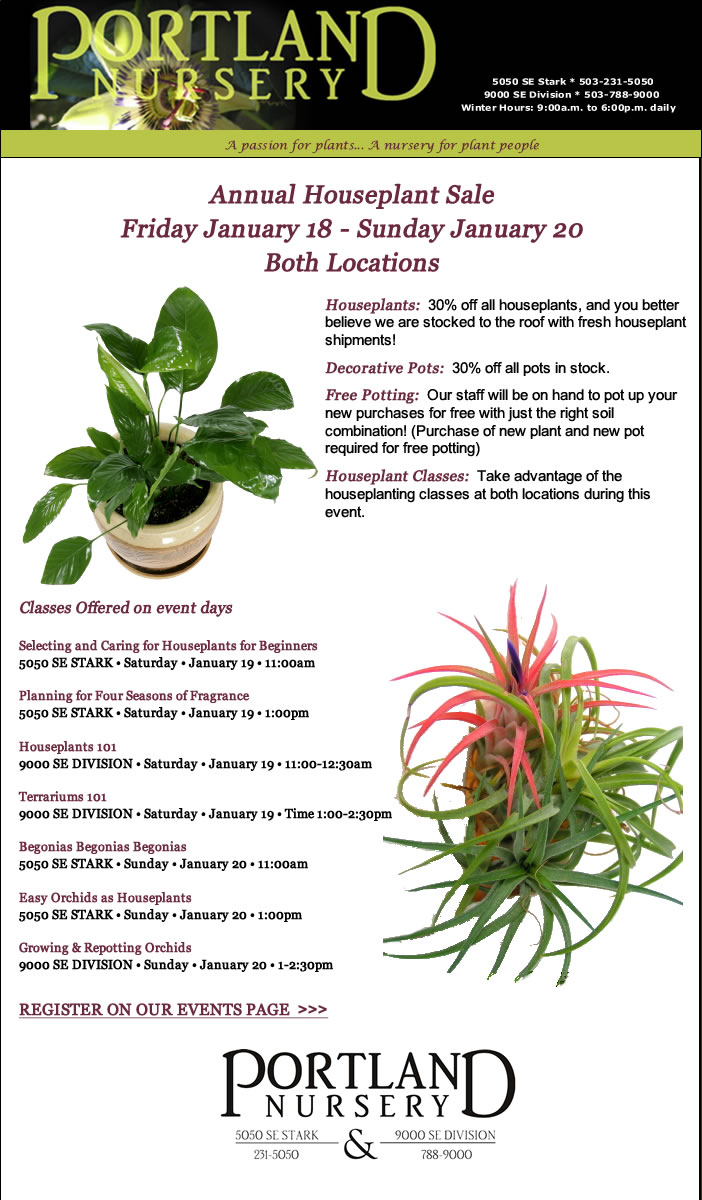 PORTLAND
NURSERY
5050 SE Stark * 503-231-5050
9000 SE Division * 503-788-9000
Winter Hours: 9:00a.m. to 6:00p.m. daily
A passion for plants... A nursery for plant people
Annual Houseplant Sale
Friday January 18 - Sunday January 20
Both Locations
Houseplants: 30% off all houseplants, and you better
believe we are stocked to the roof with fresh houseplant
shipments!
Decorative Pots: 30% off all pots in stock.
Free Potting: Our staff will be on hand to pot up your
new purchases for free with just the right soil
combination! (Purchase of new plant and new pot
required for free potting)
Houseplant Classes: Take advantage of the
houseplanting classes at both locations during this
event.
Classes Offered on event days
Selecting and Caring for Houseplants for Beginners
5050 SE STARK • Saturday • January 19 • 11:00am
Planning for Four Seasons of Fragrance
5050 SE STARK • Saturday • January 19 • 1:00pm
Houseplants 101
9000 SE DIVISION • Saturday • January 19 • 11:00-12:30am
Terrariums 101
9000 SE DIVISION • Saturday • January 19 • Time 1:00-2:30pm
Begonias Begonias Begonias
5050 SE STARK • Sunday • January 20 • 11:00am
Easy Orchids as Houseplants
5050 SE STARK • Sunday • January 20 • 1:00pm
Growing & Repotting Orchids
9000 SE DIVISION • Sunday • January 20 • 1-2:30pm
REGISTER ON OUR EVENTS PAGE >>>
PORTLAND
NURSERY
5050 SE STARK & 9000 SE DIVISION
231-5050 788-9000